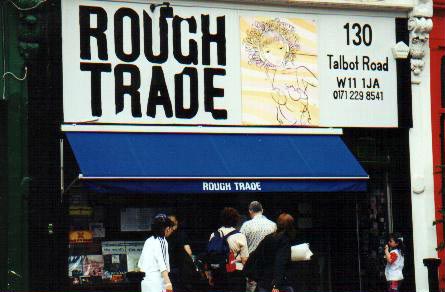 ROUGH
TRADE
130
Talbot Road
W11 1JA
0171 229 8541
ROUGH TRADE